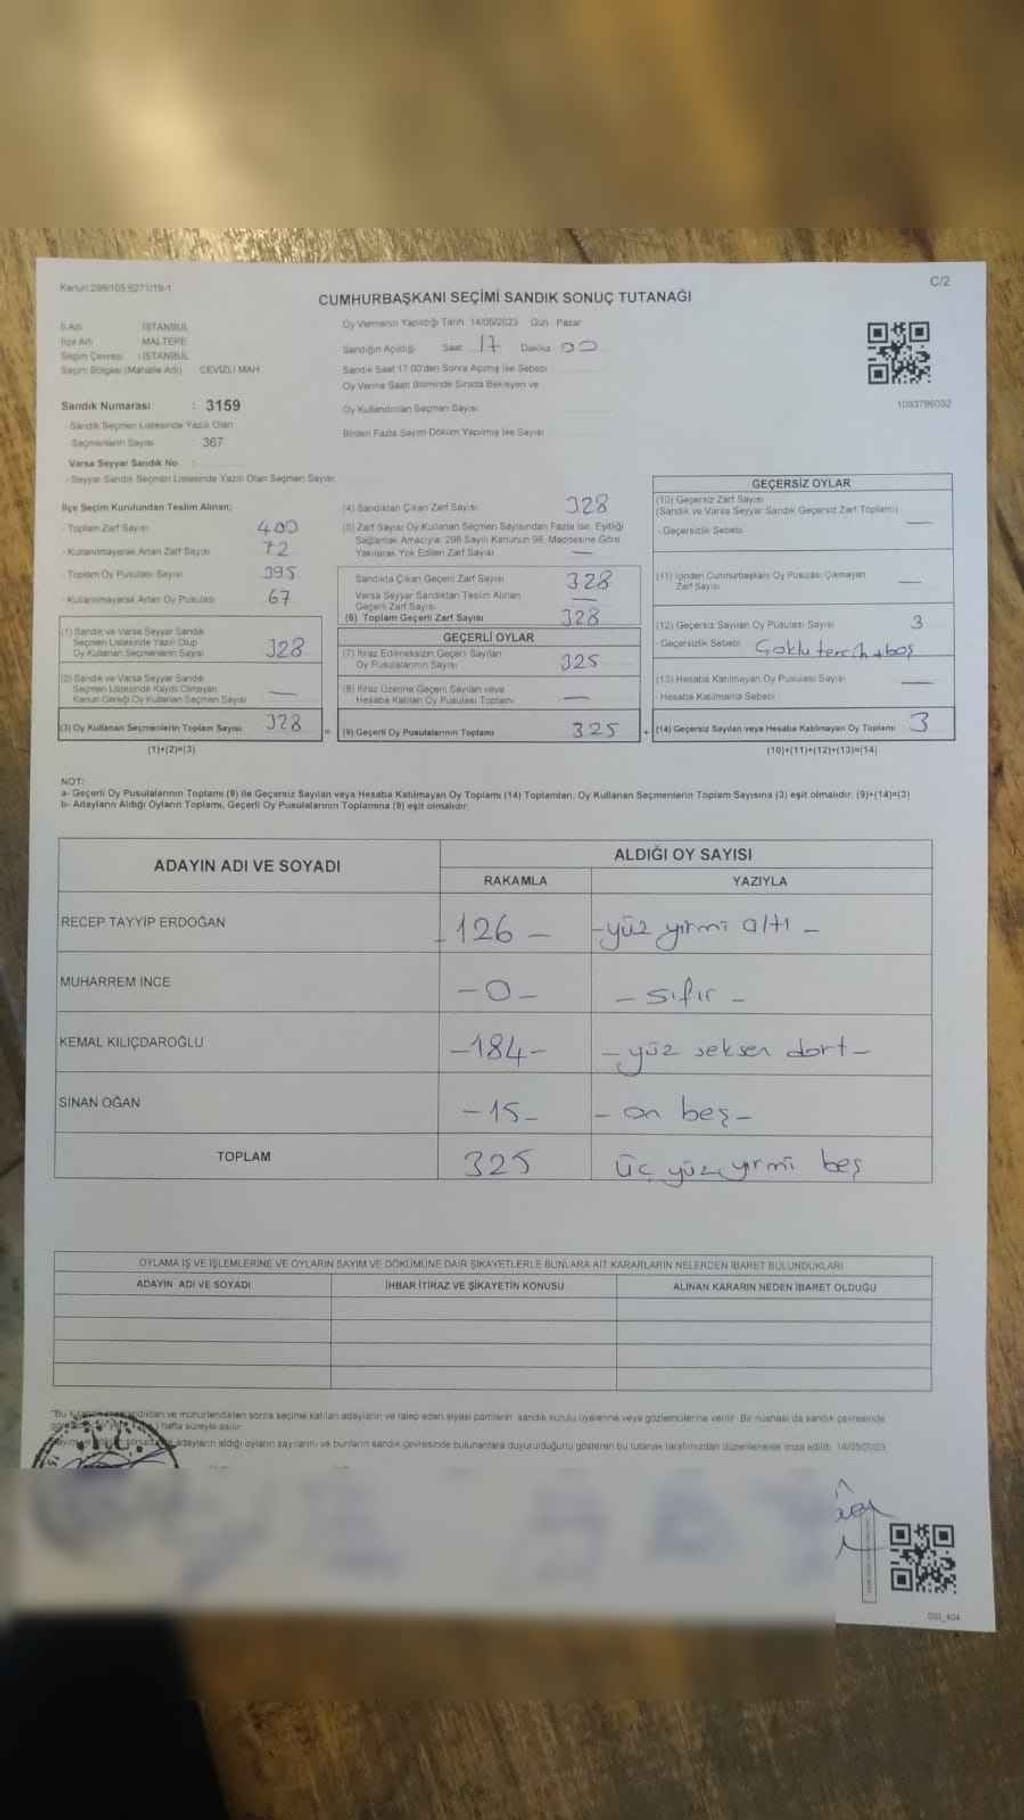 C/2
CUMHURBAŞKANI SEÇİMİ SANDIK SONUÇ TUTANAĞI
İl Adı : İSTANBUL
İlçe Adı : MALTEPE
Seçim Çevresi : İSTANBUL
Seçim Bölgesi (Mahalle Adı) CEVİZLİ MAH
Sandık Numarası : 3159
- Sandık Seçmen Listesinde Yazılı Olan
Seçmenlerin Sayısı 367
Varsa Seyyar Sandık No :
- Seyyar Sandık Seçmen Listesinde Yazılı Olan Seçmen Sayısı
Oy Vermenin Yapıldığı Tarih 14/05/2023 Gün Pazar
Sandığın Açıldığı Saat 17 Dakika 00
Sandık Saat 17.00'den Sonra Açılmış İse Sebebi
Oy Verme Saati Bitiminde Sırada Bekleyen ve
Oy Kullandırılan Seçmen Sayısı
Birden Fazla Sayım Döküm Yapılmış İse Sayısı
1093796032
İlçe Seçim Kurulundan Teslim Alınan;
- Toplam Zarf Sayısı 400
- Kullanılmayarak Artan Zarf Sayısı 72
- Toplam Oy Pusulası Sayısı 395
- Kullanılmayarak Artan Oy Pusulası 67
(1) Sandık ve Varsa Seyyar Sandık
Seçmen Listesinde Yazılı Olup
Oy Kullanan Seçmenlerin Sayısı 328
(2) Sandık ve Varsa Seyyar Sandık
Seçmen Listesinde Kaydı Olmayan
Kanun Gereği Oy Kullanan Seçmen Sayısı —
(3) Oy Kullanan Seçmenlerin Toplam Sayısı 328
(1)+(2)=(3)
(4) Sandıktan Çıkan Zarf Sayısı 328
(5) Zarf Sayısı Oy Kullanan Seçmen Sayısından Fazla İse, Eşitliği
Sağlamak Amacıyla, 298 Sayılı Kanunun 98. Maddesine Göre
Yakılarak Yok Edilen Zarf Sayısı —
Sandıkta Çıkan Geçerli Zarf Sayısı 328
Varsa Seyyar Sandıktan Teslim Alınan
Geçerli Zarf Sayısı —
(6) Toplam Geçerli Zarf Sayısı 328
GEÇERLİ OYLAR
(7) İtiraz Edilmeksizin Geçerli Sayılan
Oy Pusulalarının Sayısı 325
(8) İtiraz Üzerine Geçerli Sayılan veya
Hesaba Katılan Oy Pusulası Toplamı —
(9) Geçerli Oy Pusulalarının Toplamı 325
GEÇERSİZ OYLAR
(10) Geçersiz Zarf Sayısı
(Sandık ve Varsa Seyyar Sandık Geçersiz Zarf Toplamı) —
- Geçersizlik Sebebi
(11) İçinden Cumhurbaşkanı Oy Pusulası Çıkmayan
Zarf Sayısı —
(12) Geçersiz Sayılan Oy Pusulası Sayısı 3
- Geçersizlik Sebebi Çoklu tercih + boş
(13) Hesaba Katılmayan Oy Pusulası Sayısı —
- Hesaba Katılmama Sebebi
(14) Geçersiz Sayılan veya Hesaba Katılmayan Oy Toplamı 3
(10)+(11)+(12)+(13)=(14)
NOT:
a- Geçerli Oy Pusulalarının Toplamı (9) ile Geçersiz Sayılan veya Hesaba Katılmayan Oy Toplamı (14) Toplamları, Oy Kullanan Seçmenlerin Toplam Sayısına (3) eşit olmalıdır. (9)+(14)=(3)
b- Adayların Aldığı Oyların Toplamı, Geçerli Oy Pusulalarının Toplamına (9) eşit olmalıdır.
ADAYIN ADI VE SOYADI ALDIĞI OY SAYISI
RAKAMLA YAZIYLA
RECEP TAYYİP ERDOĞAN -126 - -yüz yirmi altı -
MUHARREM İNCE -0- - sıfır -
KEMAL KILIÇDAROĞLU -184- - yüz seksen dört -
SİNAN OĞAN -15- - on beş -
TOPLAM 325 üç yüz yirmi beş
OYLAMA İŞ VE İŞLEMLERİNE VE OYLARIN SAYIM VE DÖKÜMÜNE DAİR ŞİKAYETLERLE BUNLARA AİT KARARLARIN NELERDEN İBARET BULUNDUKLARI
ADAYIN ADI VE SOYADI İHBAR İTİRAZ VE ŞİKAYETİN KONUSU ALINAN KARARIN NEDEN İBARET OLDUĞU
ve mühürlendikten sonra seçime katılan adayların ve talep eden siyasi partilerin sandık kurulu üyelerine veya gözlemcilerine verilir. Bir nüshası da sandık çevresinde
hafta süreyle asılır
adayların aldığı oyların sayılarını ve bunların sandık çevresinde bulunanlara duyurulduğunu gösteren bu tutanak tarafımızdan düzenlenerek imza edildi. 14/05/2023
T.C.